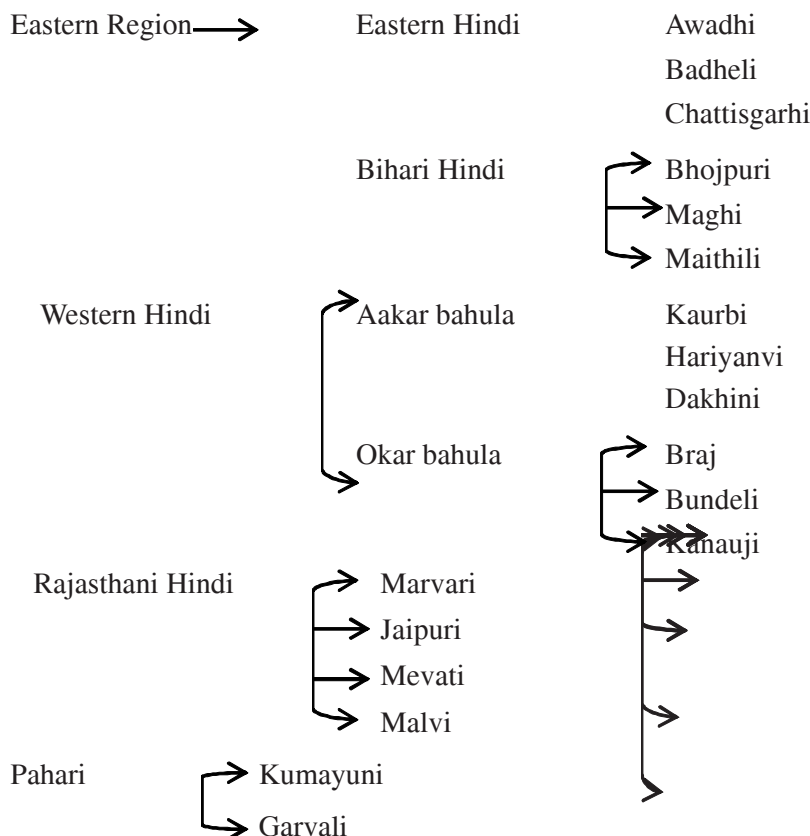 Eastern Region Eastern Hindi Awadhi
Badheli
Chattisgarhi
Bihari Hindi Bhojpuri
Maghi
Maithili
Western Hindi Aakar bahula Kaurbi
Hariyanvi
Dakhini
Okar bahula Braj
Bundeli
Kanauji
Rajasthani Hindi Marvari
Jaipuri
Mevati
Malvi
Pahari Kumayuni
Garvali